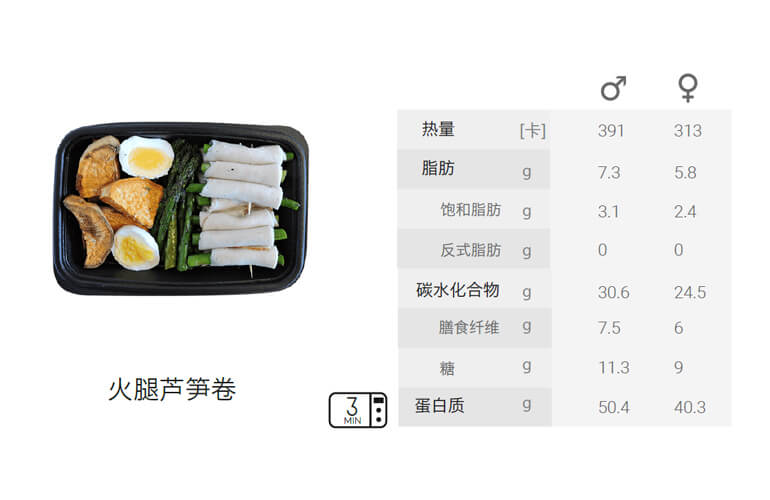 ♂ ♀
热量 [卡] 391 313
脂肪 g 7.3 5.8
饱和脂肪 g 3.1 2.4
反式脂肪 g 0 0
碳水化合物 g 30.6 24.5
膳食纤维 g 7.5 6
糖 g 11.3 9
蛋白质 g 50.4 40.3
火腿芦笋卷
3
MIN